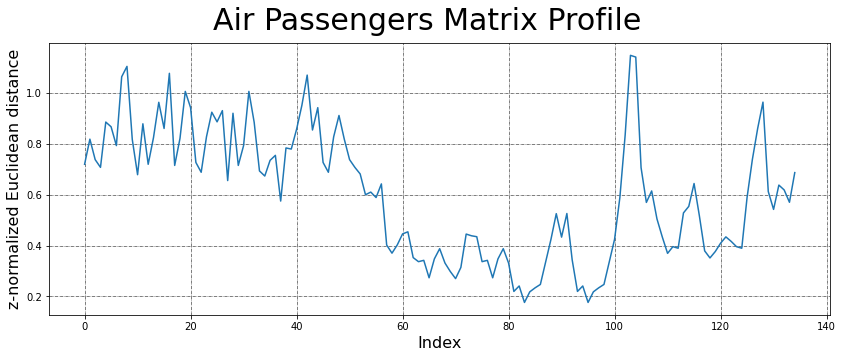 Air Passengers Matrix Profile
z-normalized Euclidean distance
1.0
0.8
0.6
0.4
0.2
0 20 40 60 80 100 120 140
Index